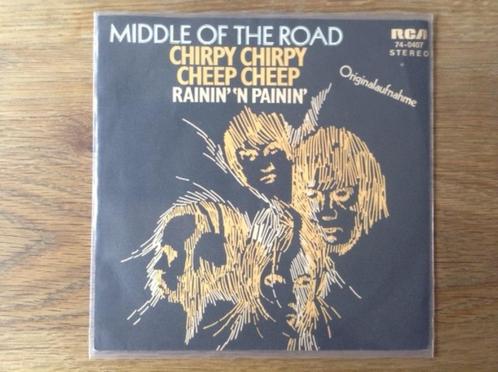 MIDDLE OF THE ROAD
CHIRPY CHIRPY
CHEEP CHEEP
RAININ' 'N PAININ'
RCA
74-0407
STEREO
Originalaufnahme